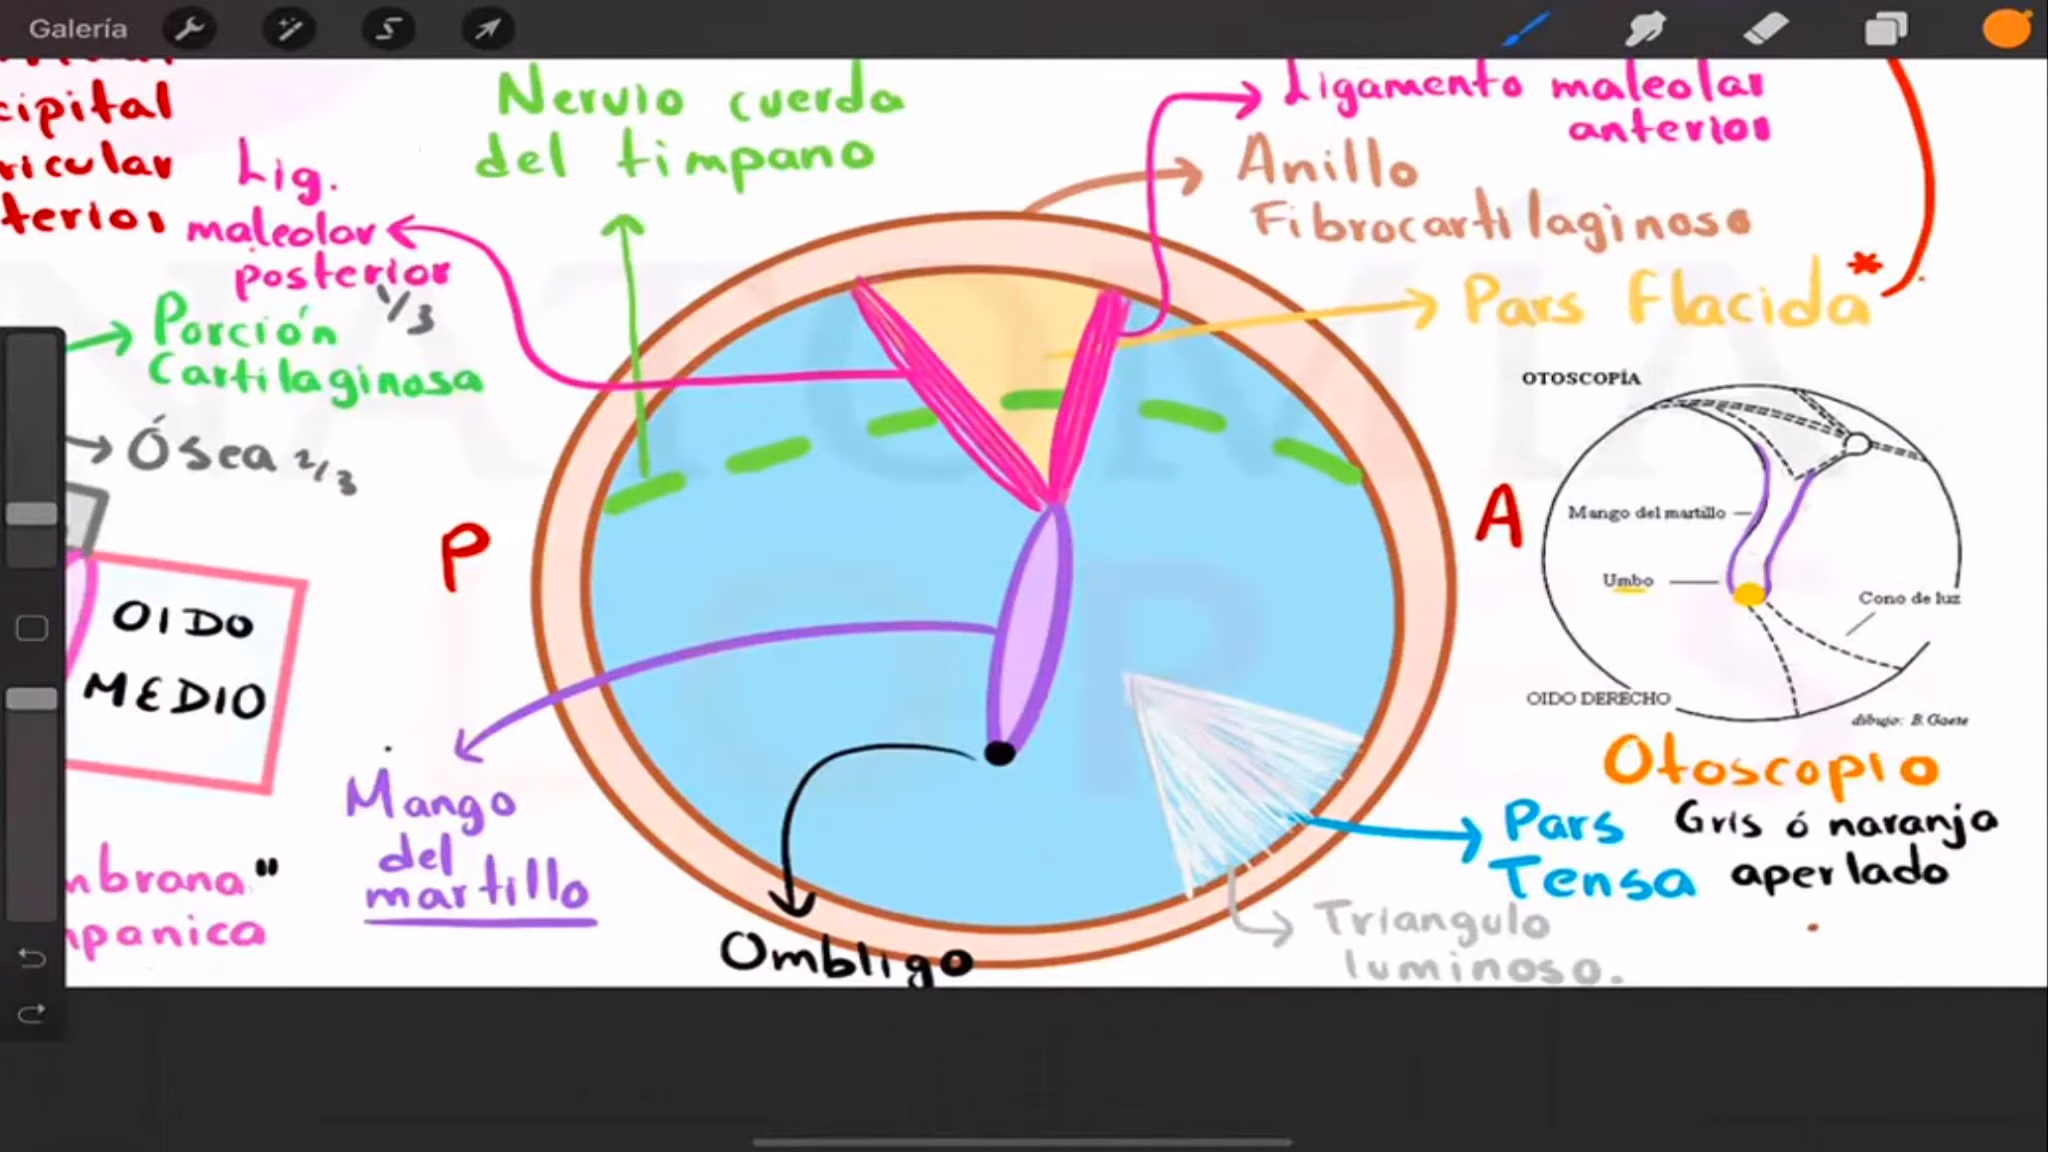 Galería
cipital
ricular
terior
Nervio cuerda
del timpano
Ligamento maleolar
anterior
Lig.
maleolar
posterior
Anillo
Fibrocartilaginoso
Pars Flacida*
Porción 1/3
Cartilaginosa
Ósea 2/3
P
A
OTOSCOPÍA
Mango del martillo
Umbo
Cono de luz
OIDO DERECHO
dibujo: B. Gaete
OIDO
MEDIO
Otoscopio
Gris ó naranja
aperlado
Pars
Tensa
Mango
del
martillo
mbrana"
panica
Ombligo
Triangulo
luminoso.